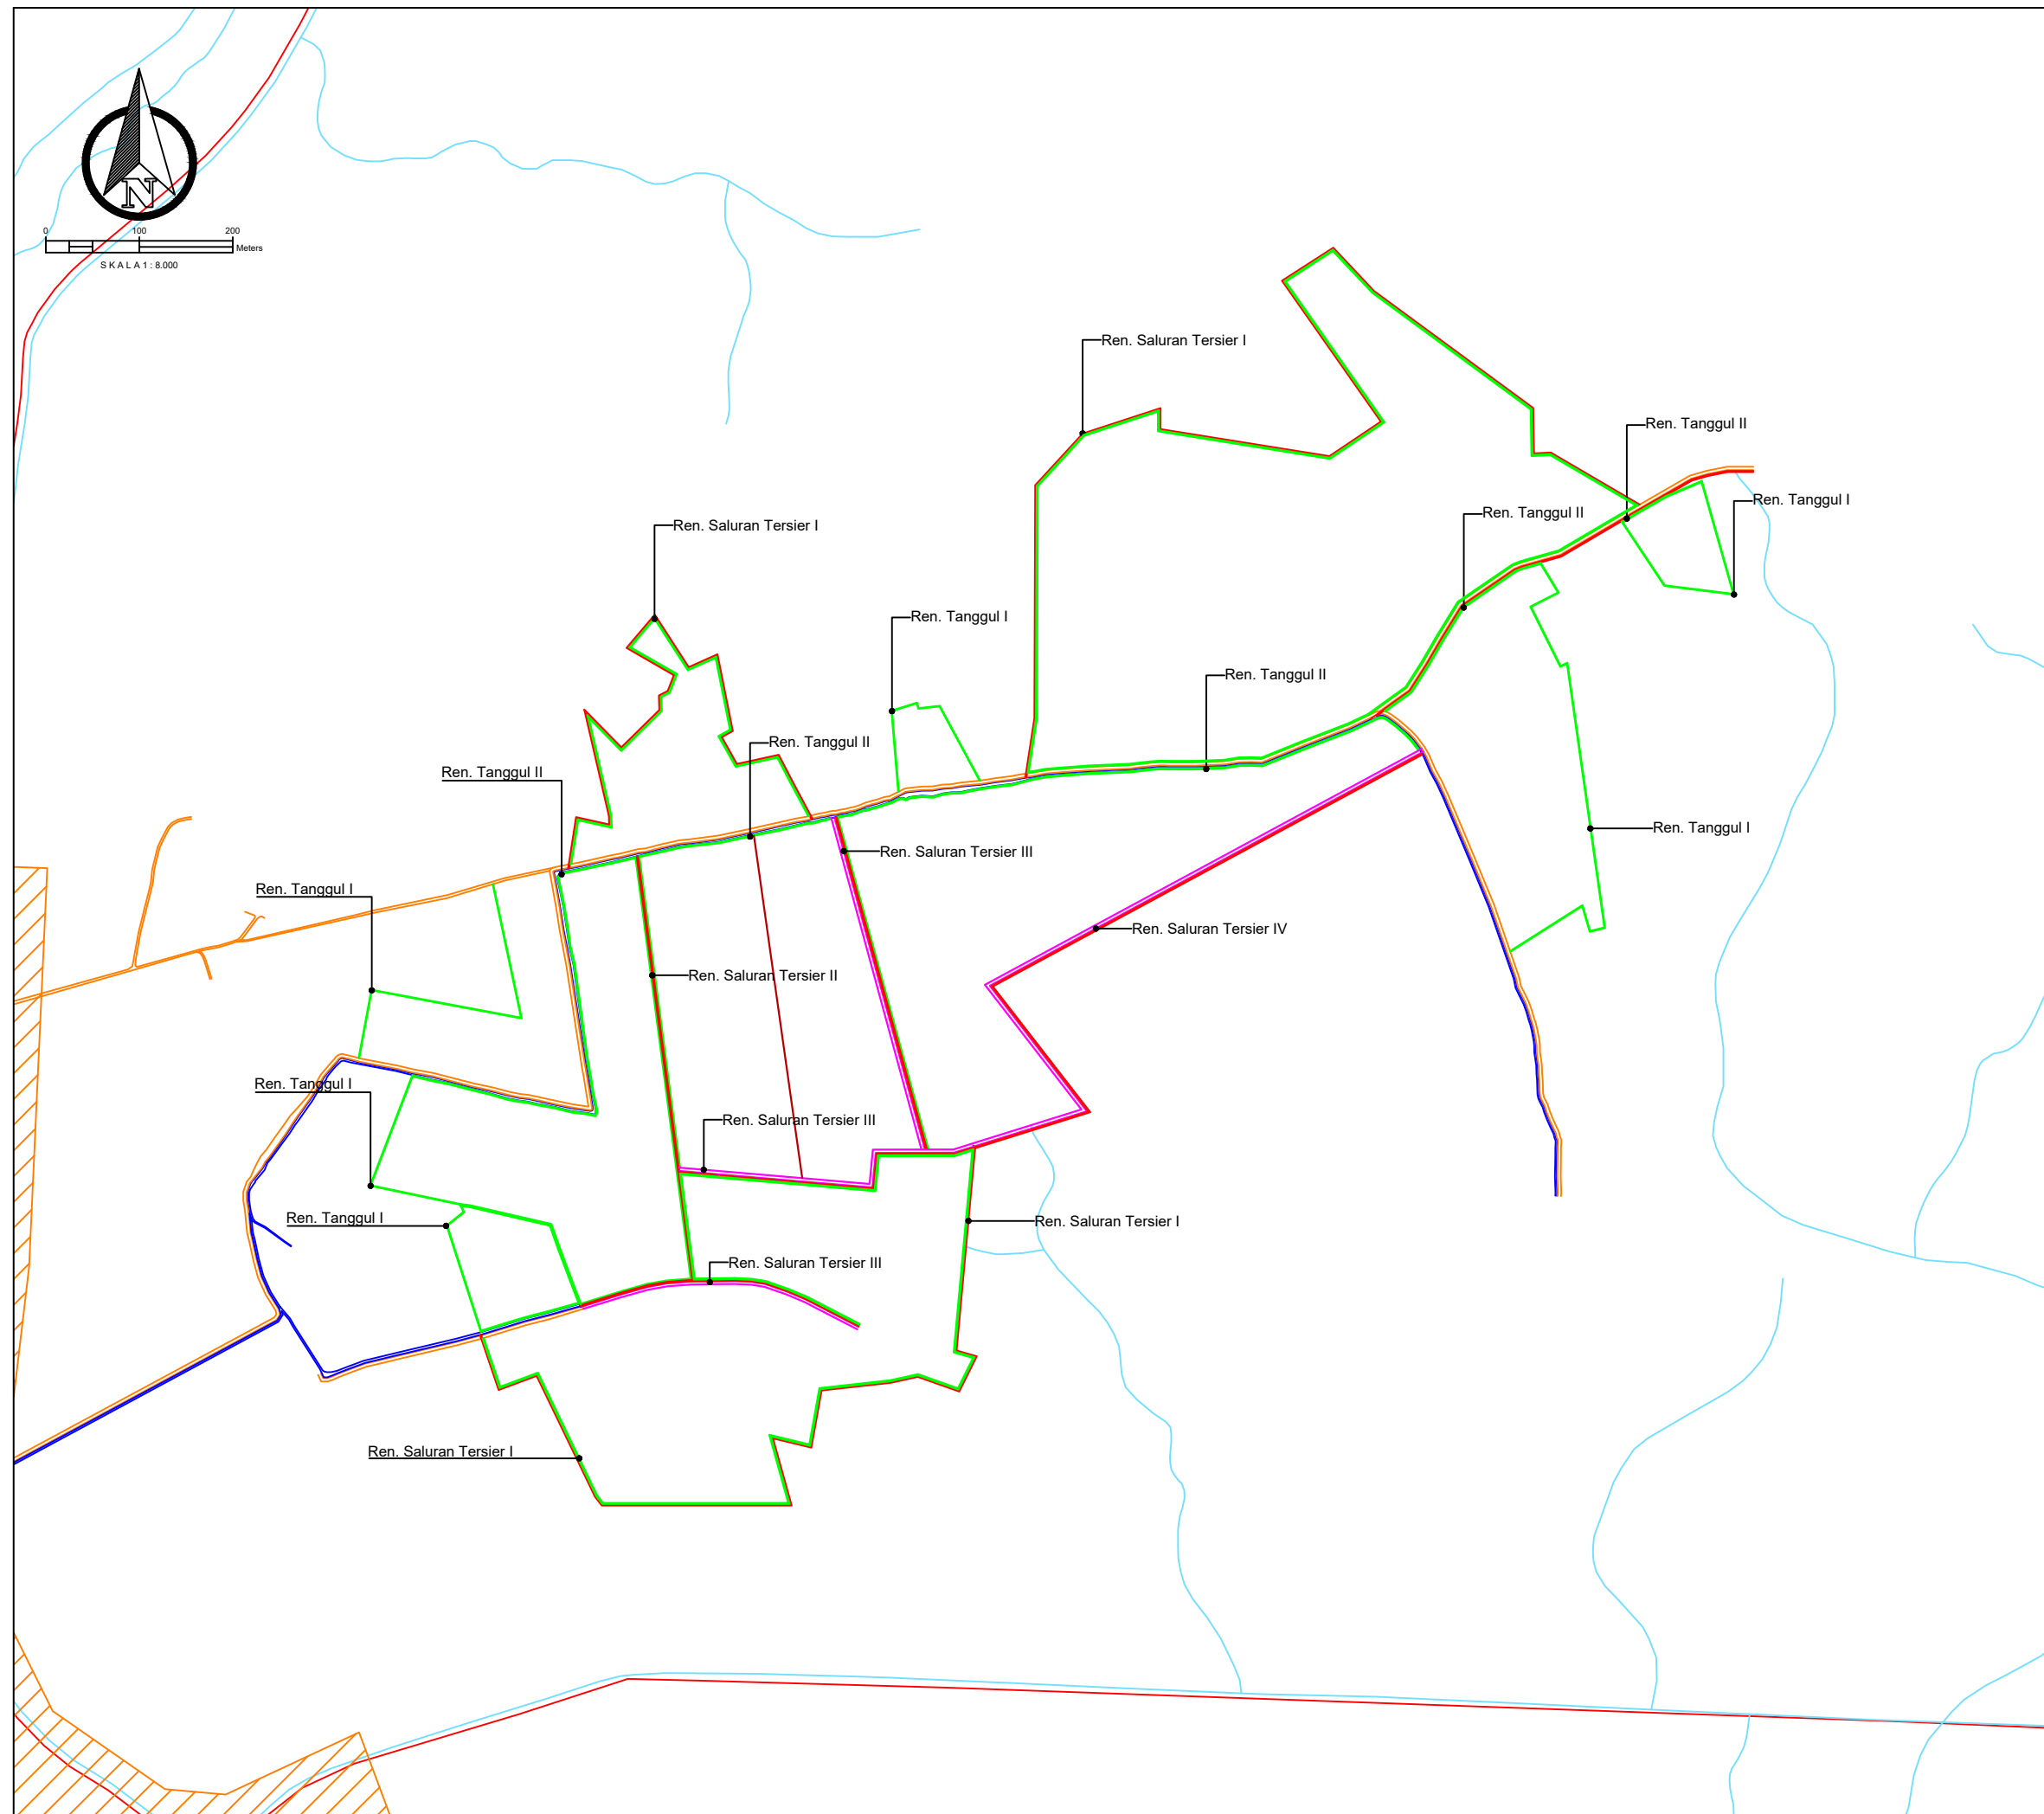 N
0 100 200
Meters
S K A L A 1 : 8.000
Ren. Saluran Tersier I
Ren. Tanggul II
Ren. Tanggul I
Ren. Tanggul II
Ren. Saluran Tersier I
Ren. Tanggul I
Ren. Tanggul II
Ren. Tanggul II
Ren. Tanggul II
Ren. Tanggul I
Ren. Saluran Tersier III
Ren. Tanggul I
Ren. Saluran Tersier IV
Ren. Saluran Tersier II
Ren. Tanggul I
Ren. Saluran Tersier III
Ren. Tanggul I
Ren. Saluran Tersier I
Ren. Saluran Tersier III
Ren. Saluran Tersier I